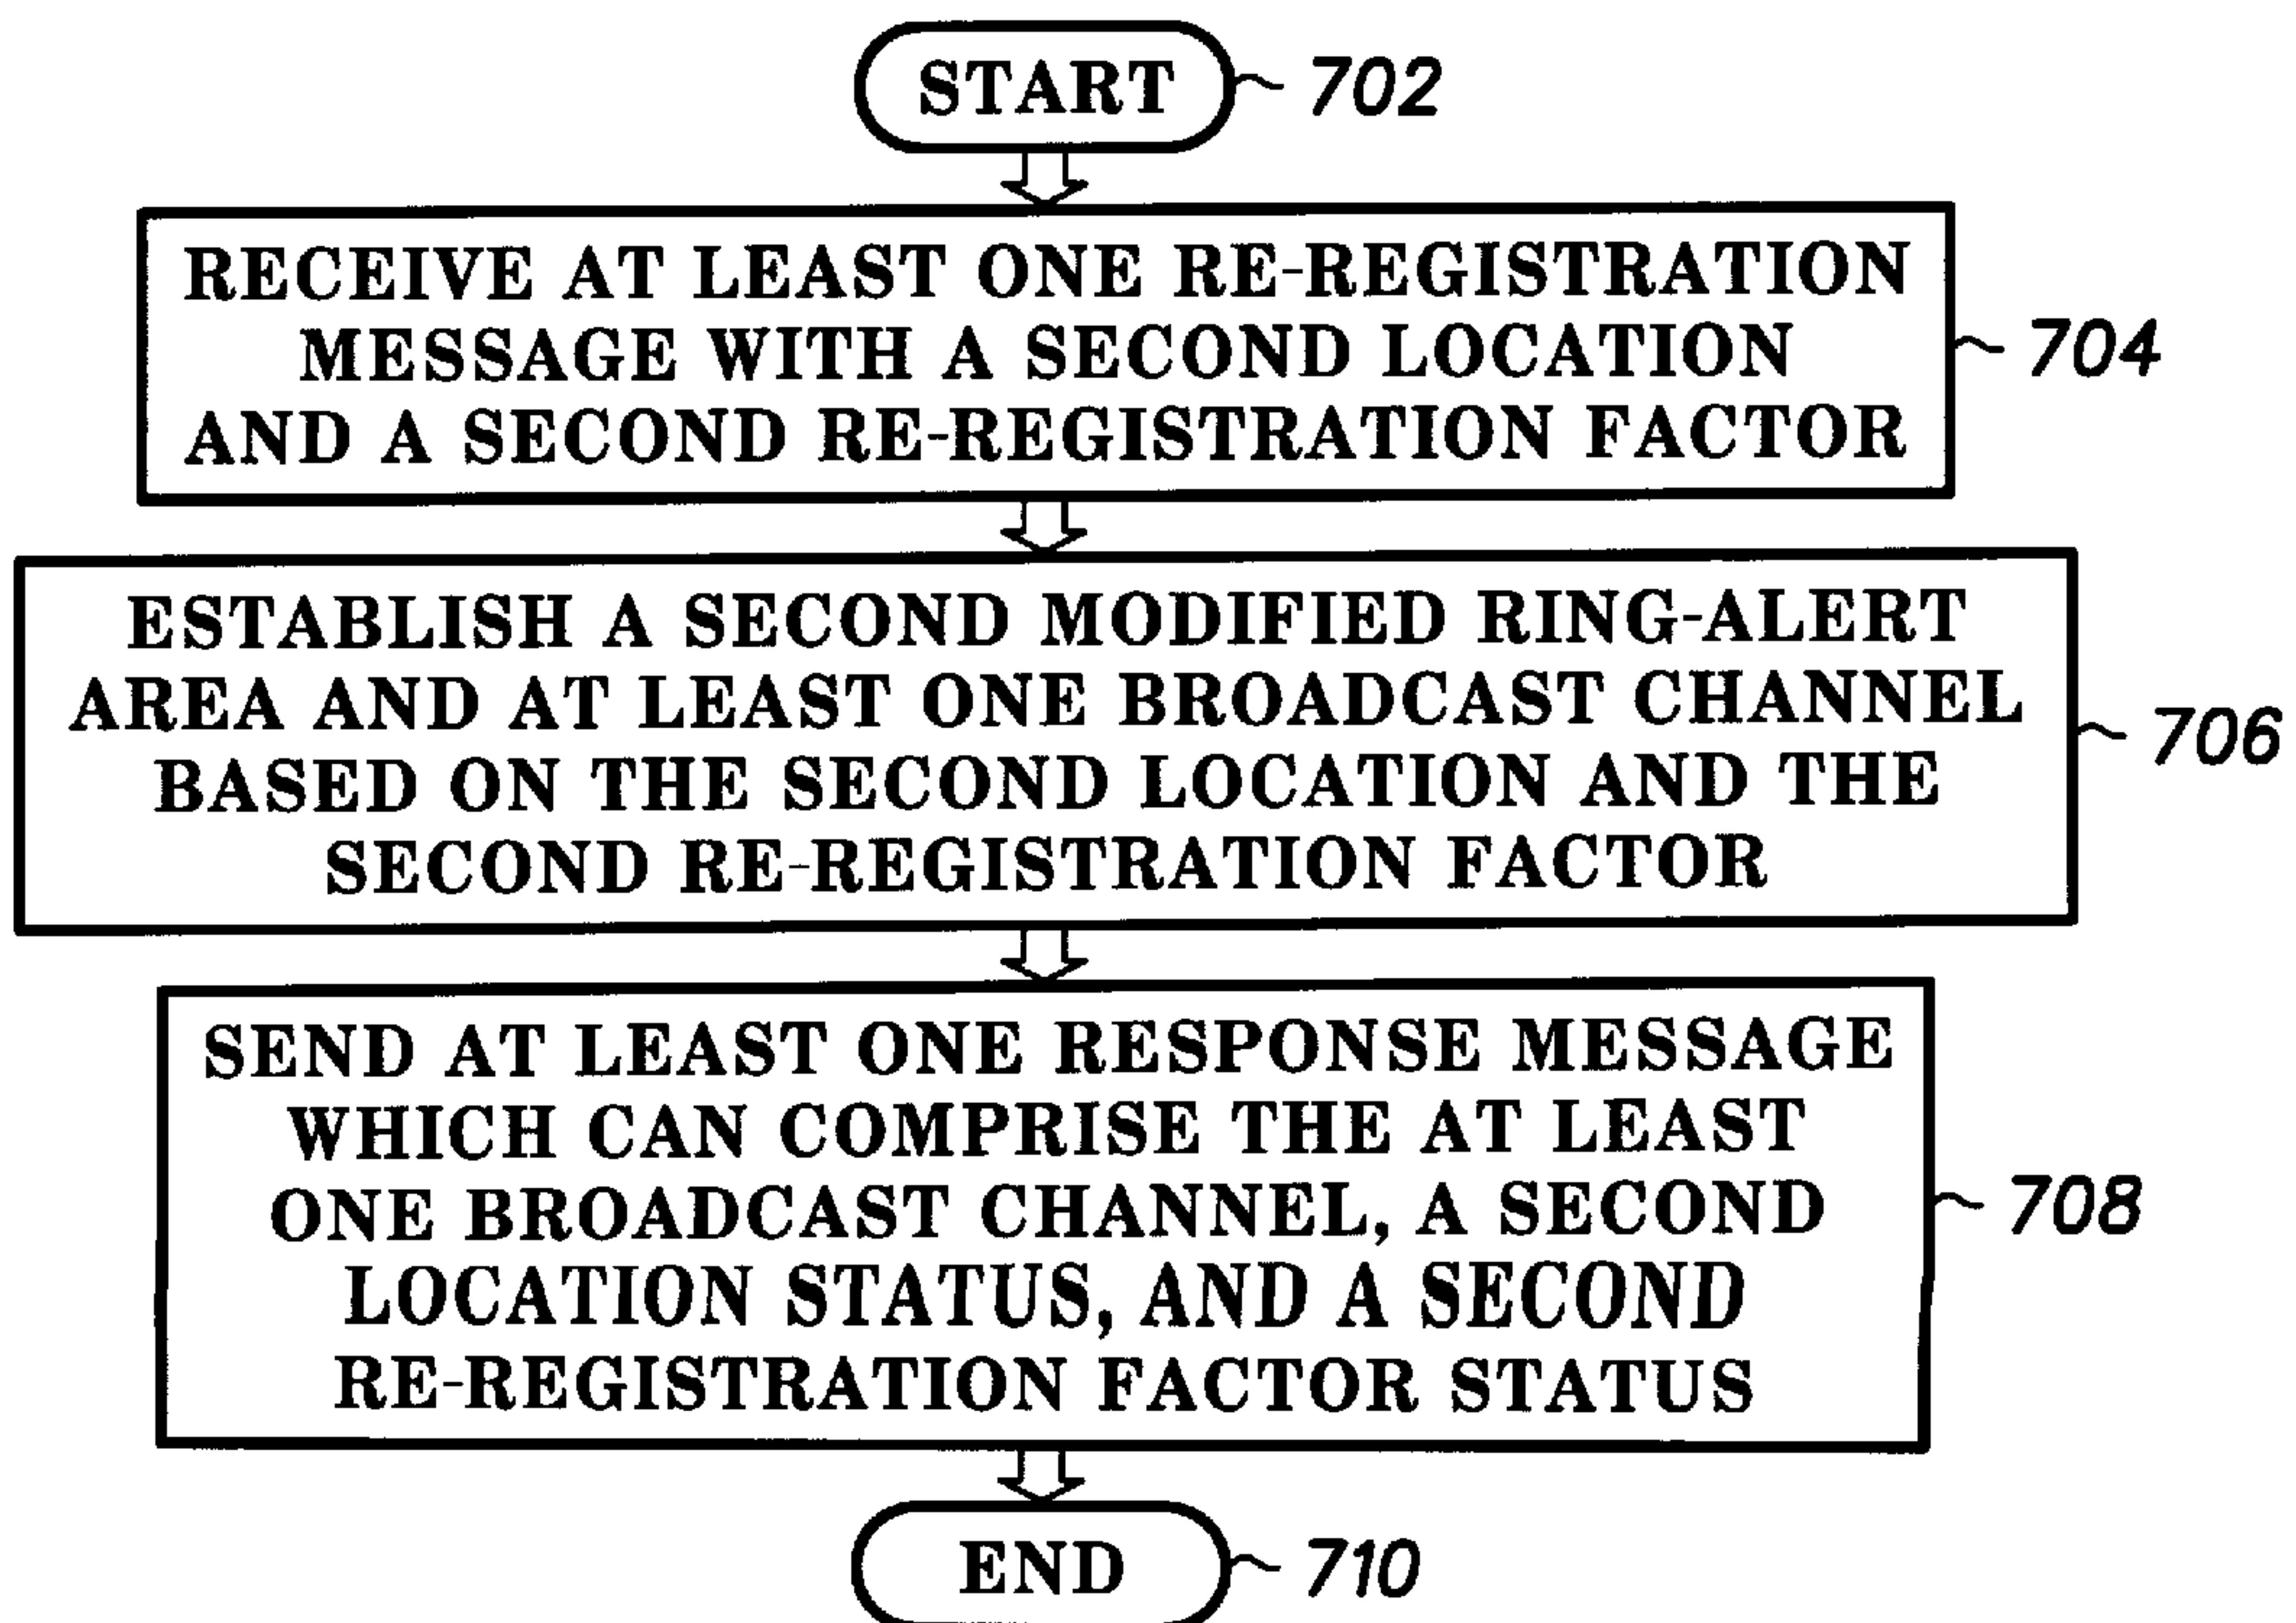 START 702
RECEIVE AT LEAST ONE RE-REGISTRATION
MESSAGE WITH A SECOND LOCATION 704
AND A SECOND RE-REGISTRATION FACTOR
ESTABLISH A SECOND MODIFIED RING-ALERT
AREA AND AT LEAST ONE BROADCAST CHANNEL
706
BASED ON THE SECOND LOCATION AND THE
SECOND RE-REGISTRATION FACTOR
SEND AT LEAST ONE RESPONSE MESSAGE
WHICH CAN COMPRISE THE AT LEAST
ONE BROADCAST CHANNEL, A SECOND 708
LOCATION STATUS, AND A SECOND
RE-REGISTRATION FACTOR STATUS
END 710